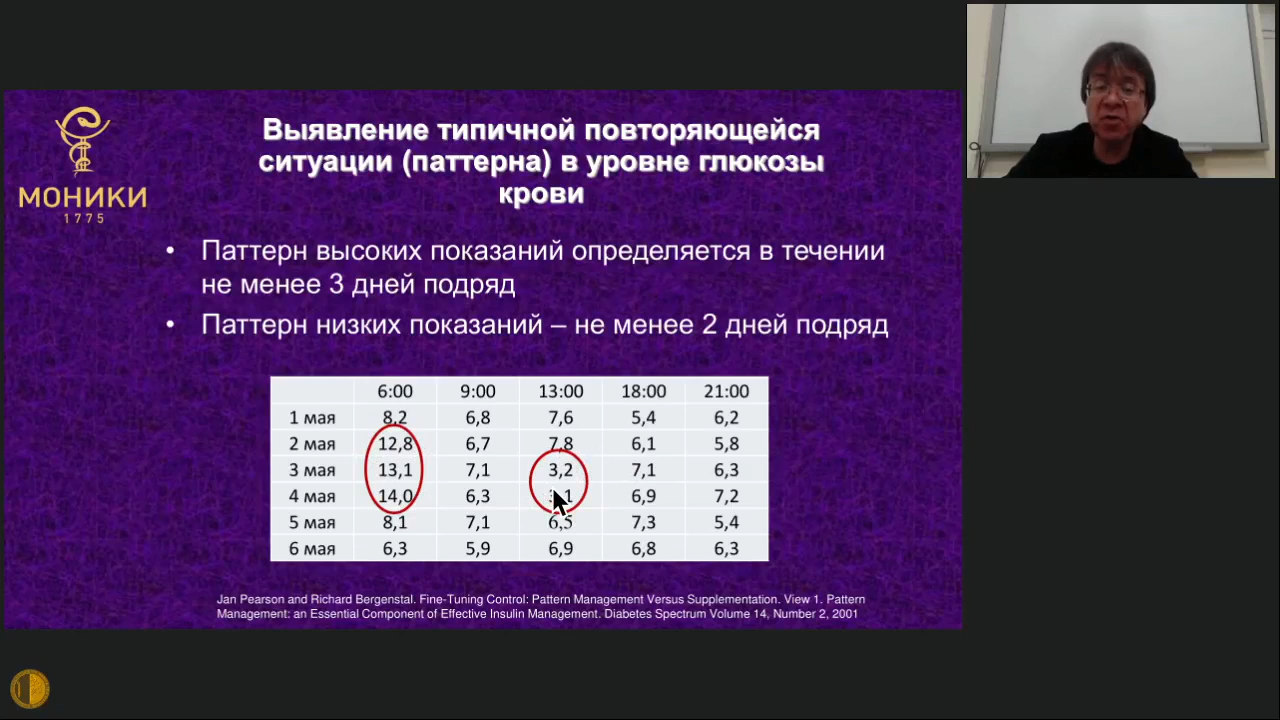 МОНИКИ
1775
Выявление типичной повторяющейся
ситуации (паттерна) в уровне глюкозы
крови
• Паттерн высоких показаний определяется в течении
не менее 3 дней подряд
• Паттерн низких показаний – не менее 2 дней подряд
6:00 9:00 13:00 18:00 21:00
1 мая 8,2 6,8 7,6 5,4 6,2
2 мая 12,8 6,7 7,8 6,1 5,8
3 мая 13,1 7,1 3,2 7,1 6,3
4 мая 14,0 6,3 6,9 7,2
5 мая 8,1 7,1 6,5 7,3 5,4
6 мая 6,3 5,9 6,9 6,8 6,3
Jan Pearson and Richard Bergenstal. Fine-Tuning Control: Pattern Management Versus Supplementation. View 1. Pattern
Management: an Essential Component of Effective Insulin Management. Diabetes Spectrum Volume 14, Number 2, 2001